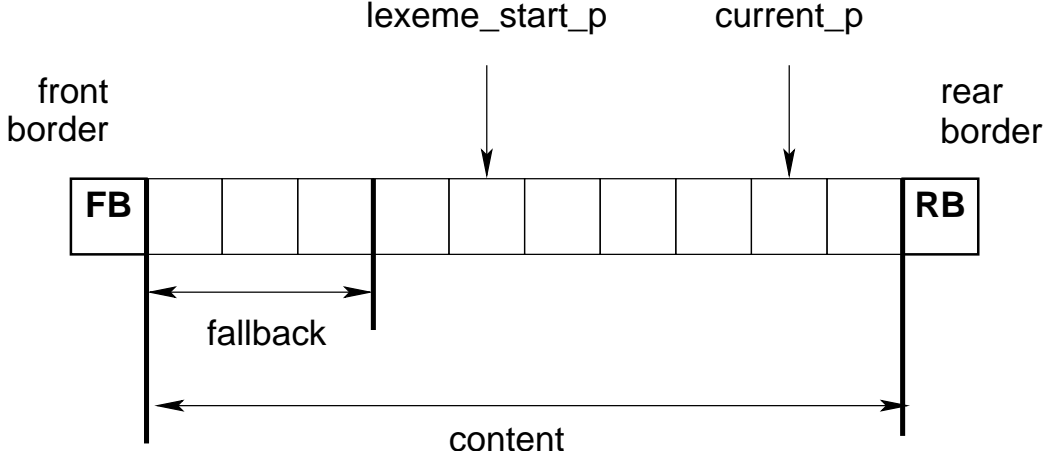 lexeme_start_p
current_p
front
border
rear
border
FB
RB
fallback
content